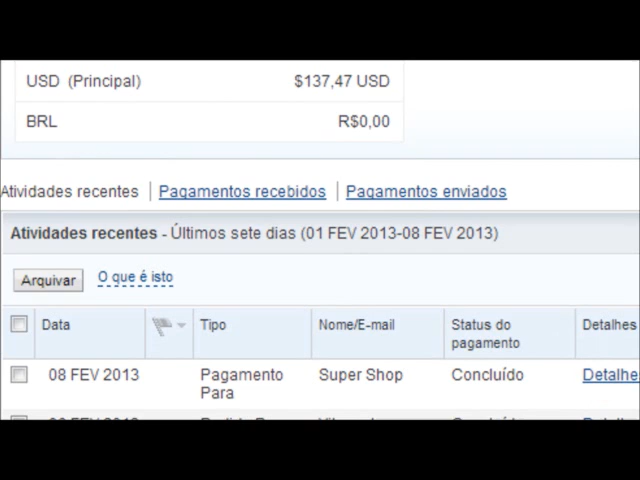 USD (Principal) $137,47 USD
BRL R$0,00
Atividades recentes Pagamentos recebidos Pagamentos enviados
Atividades recentes - Últimos sete dias (01 FEV 2013-08 FEV 2013)
Arquivar O que é isto
Data Tipo Nome/E-mail Status do pagamento Detalhes
08 FEV 2013 Pagamento Para Super Shop Concluído Detalhe